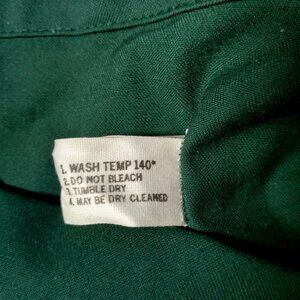 1. WASH TEMP 140°
2. DO NOT BLEACH
3. TUMBLE DRY
4. MAY BE DRY CLEANED